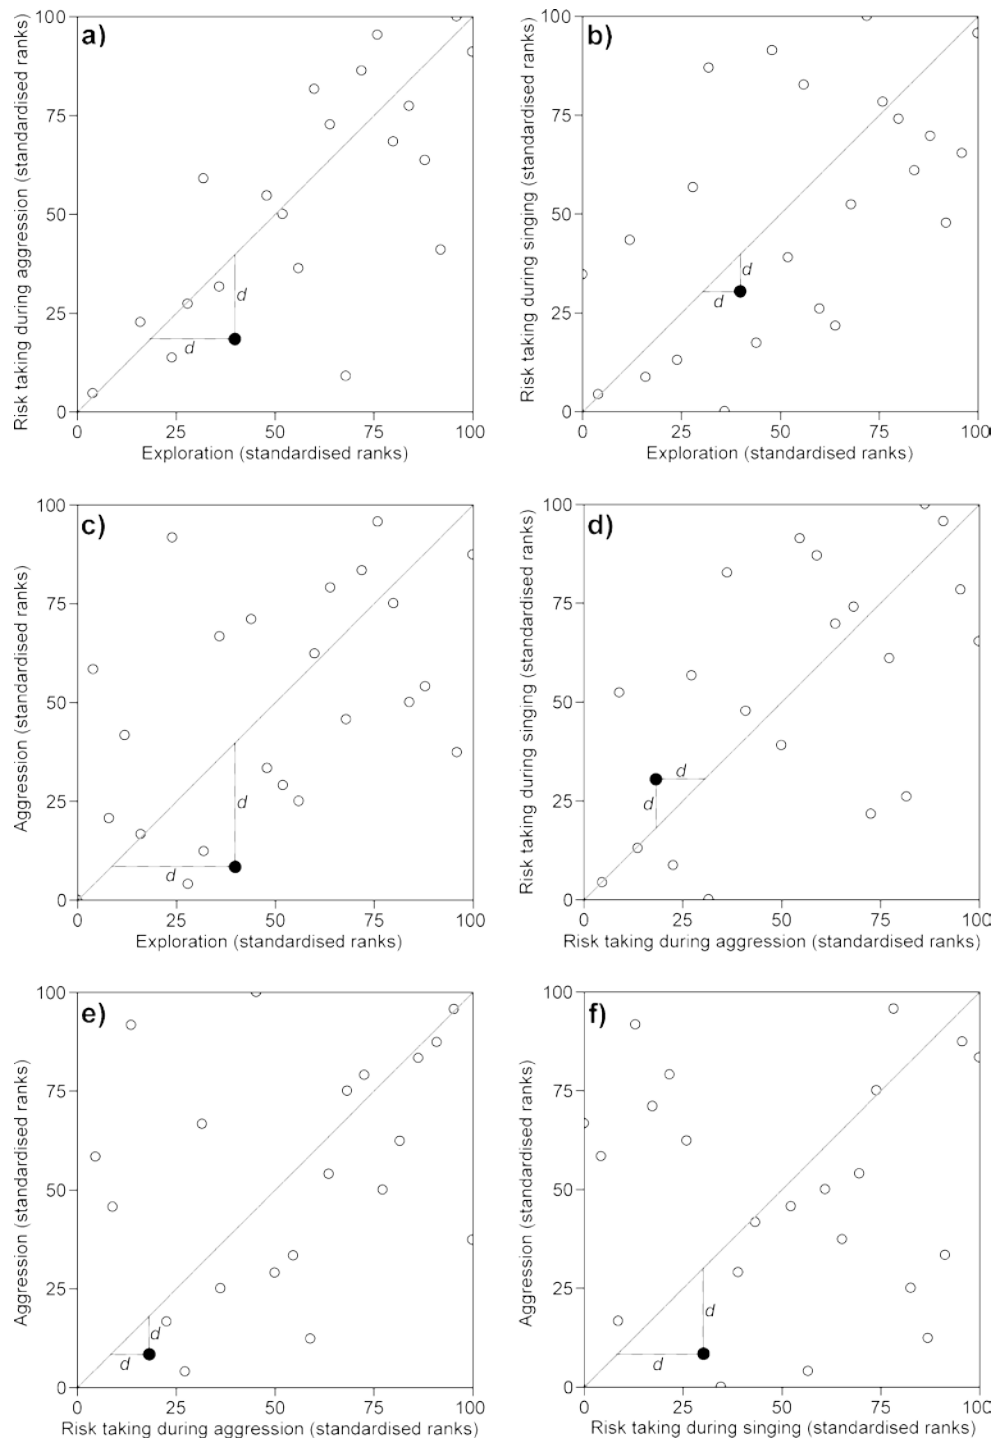 a)
Risk taking during aggression (standardised ranks)
100
75
50
25
0
d
d
0 25 50 75 100
Exploration (standardised ranks)
b)
Risk taking during singing (standardised ranks)
100
75
50
25
0
d
d
0 25 50 75 100
Exploration (standardised ranks)
c)
Aggression (standardised ranks)
100
75
50
25
0
d
d
0 25 50 75 100
Exploration (standardised ranks)
d)
Risk taking during singing (standardised ranks)
100
75
50
25
0
d
d
0 25 50 75 100
Risk taking during aggression (standardised ranks)
e)
Aggression (standardised ranks)
100
75
50
25
0
d
d
0 25 50 75 100
Risk taking during aggression (standardised ranks)
f)
Aggression (standardised ranks)
100
75
50
25
0
d
d
0 25 50 75 100
Risk taking during singing (standardised ranks)